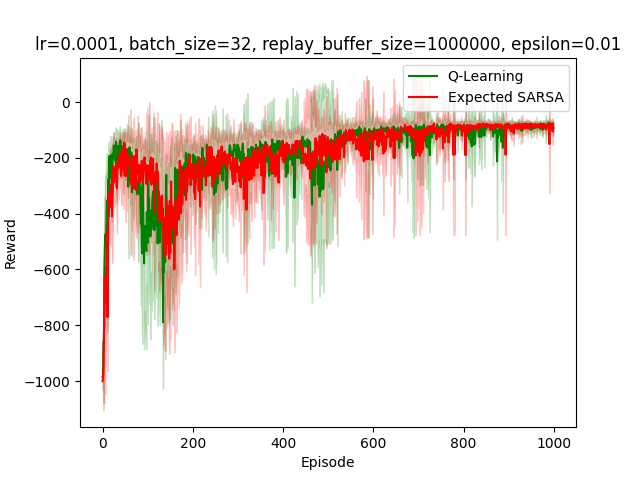 lr=0.0001, batch_size=32, replay_buffer_size=1000000, epsilon=0.01
Q-Learning
Expected SARSA
0
−200
−400
−600
−800
−1000
Reward
0
200
400
600
800
1000
Episode